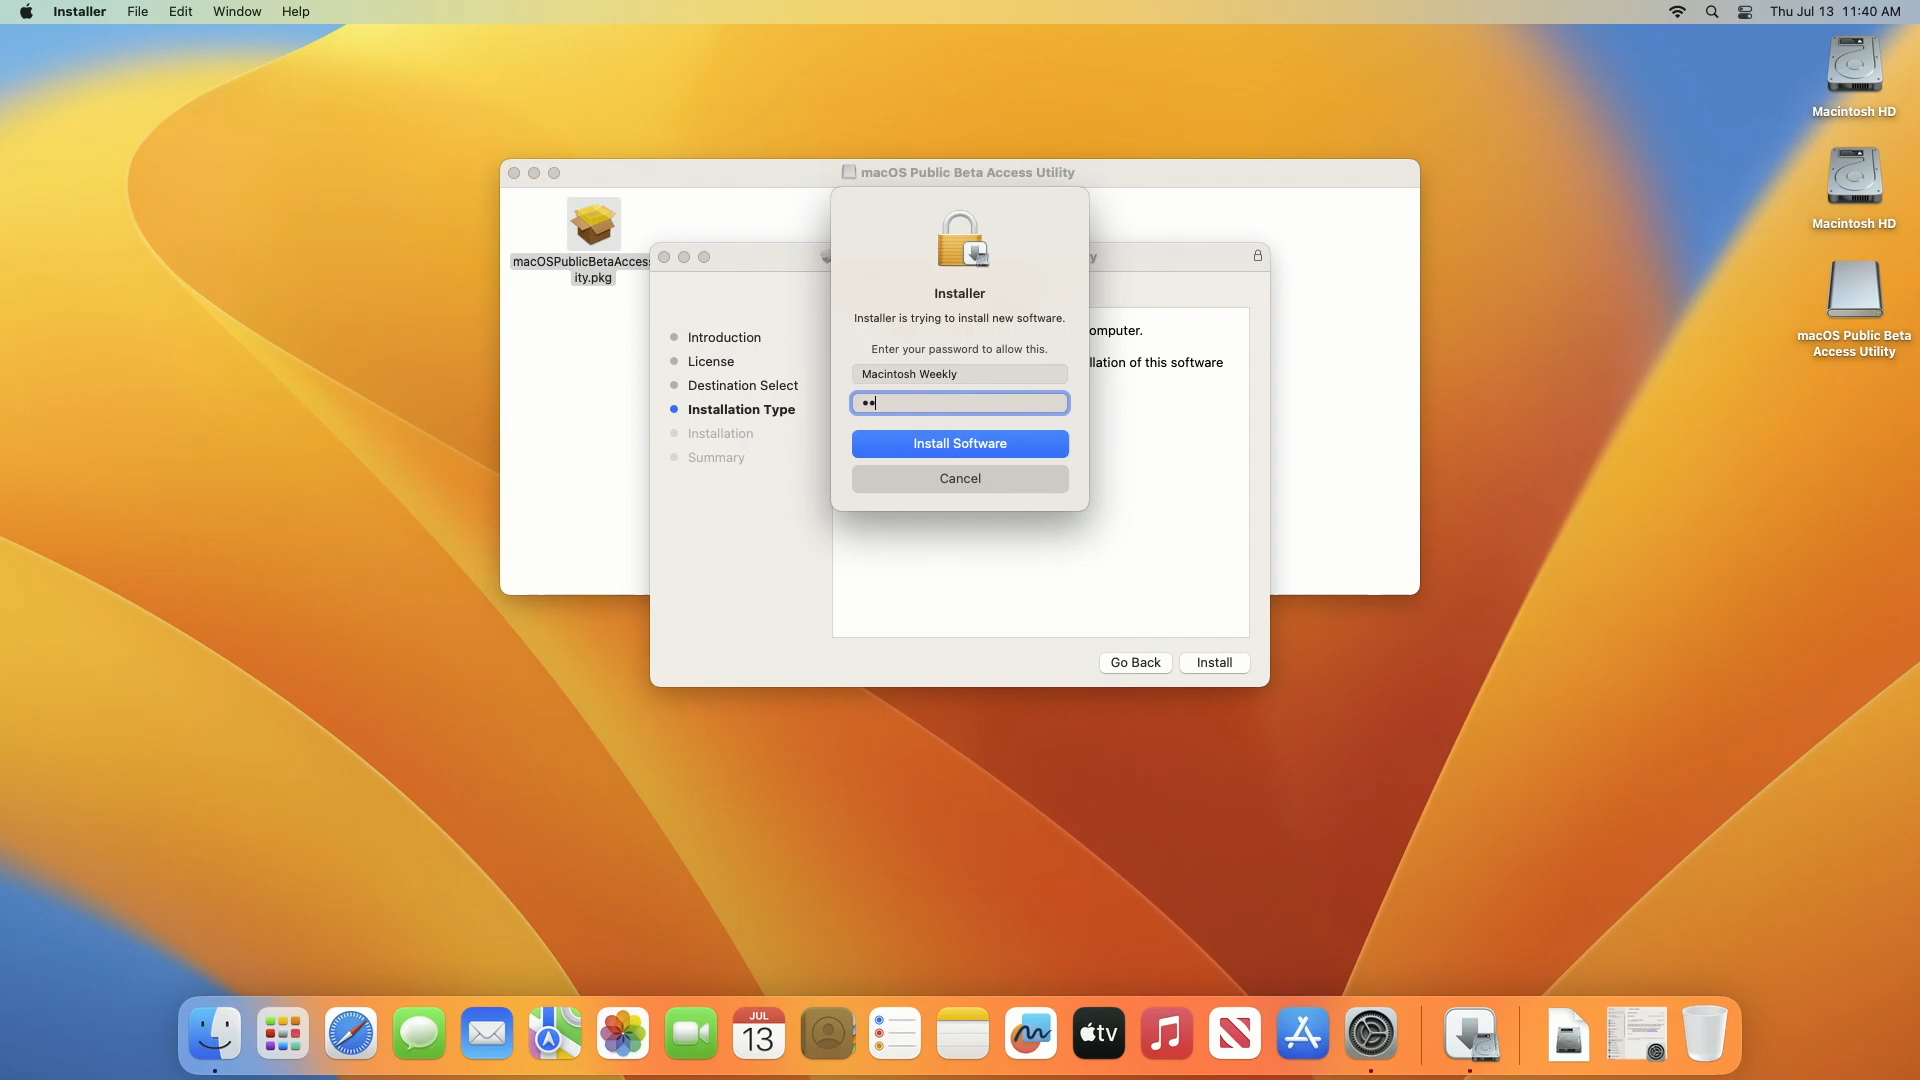 Installer File Edit Window Help Thu Jul 13 11:40 AM
Macintosh HD
Macintosh HD
macOS Public Beta
Access Utility
macOS Public Beta Access Utility
macOSPublicBetaAccess
ity.pkg
y
Introduction
License
Destination Select
Installation Type
Installation
Summary
omputer.
llation of this software
Installer
Installer is trying to install new software.
Enter your password to allow this.
Macintosh Weekly
Install Software
Cancel
Go Back Install
JUL
13
tv